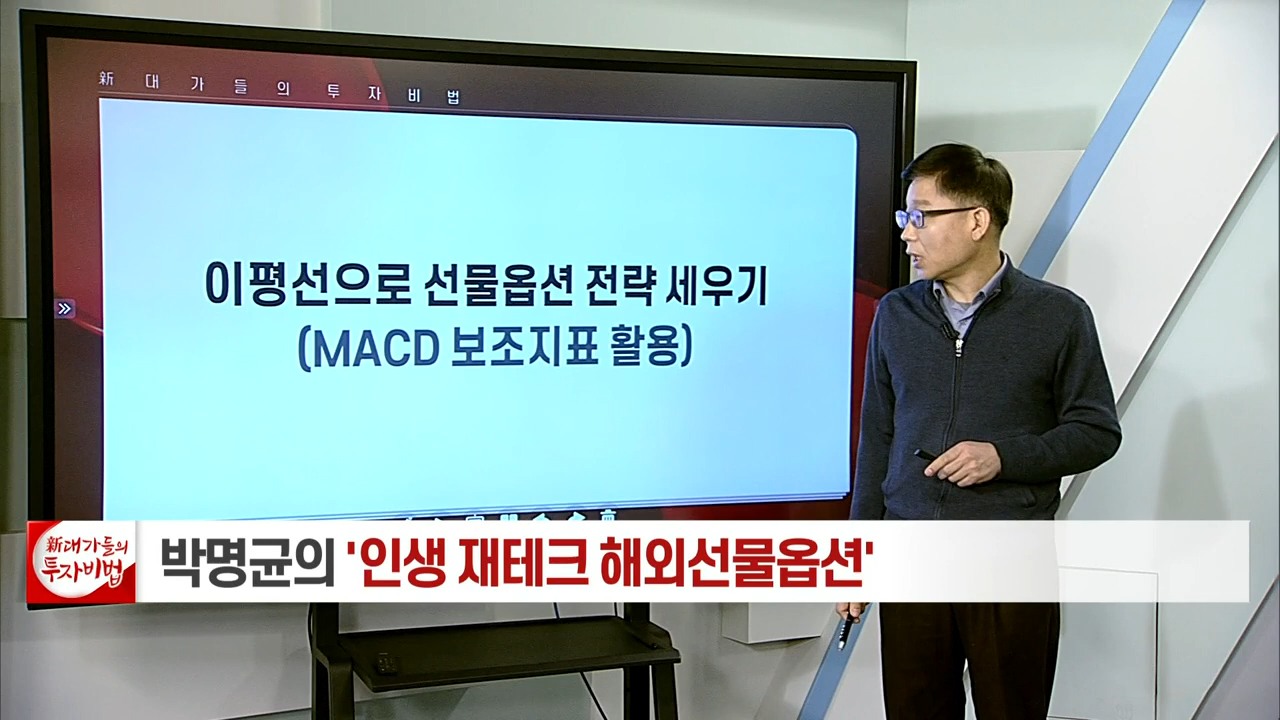 新 대 가 들 의 투 자 비 법
이평선으로 선물옵션 전략 세우기
(MACD 보조지표 활용)
新대가들의
투자비법
박명균의 '인생 재테크 해외선물옵션'